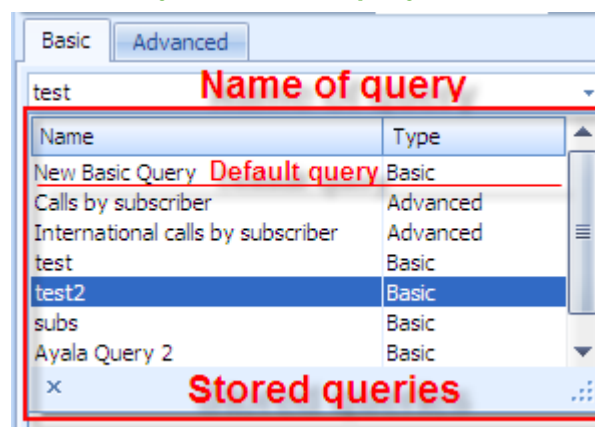 Basic Advanced
test Name of query
Name Type
New Basic Query Default query Basic
Calls by subscriber Advanced
International calls by subscriber Advanced
test Basic
test2 Basic
subs Basic
Ayala Query 2 Basic
Stored queries